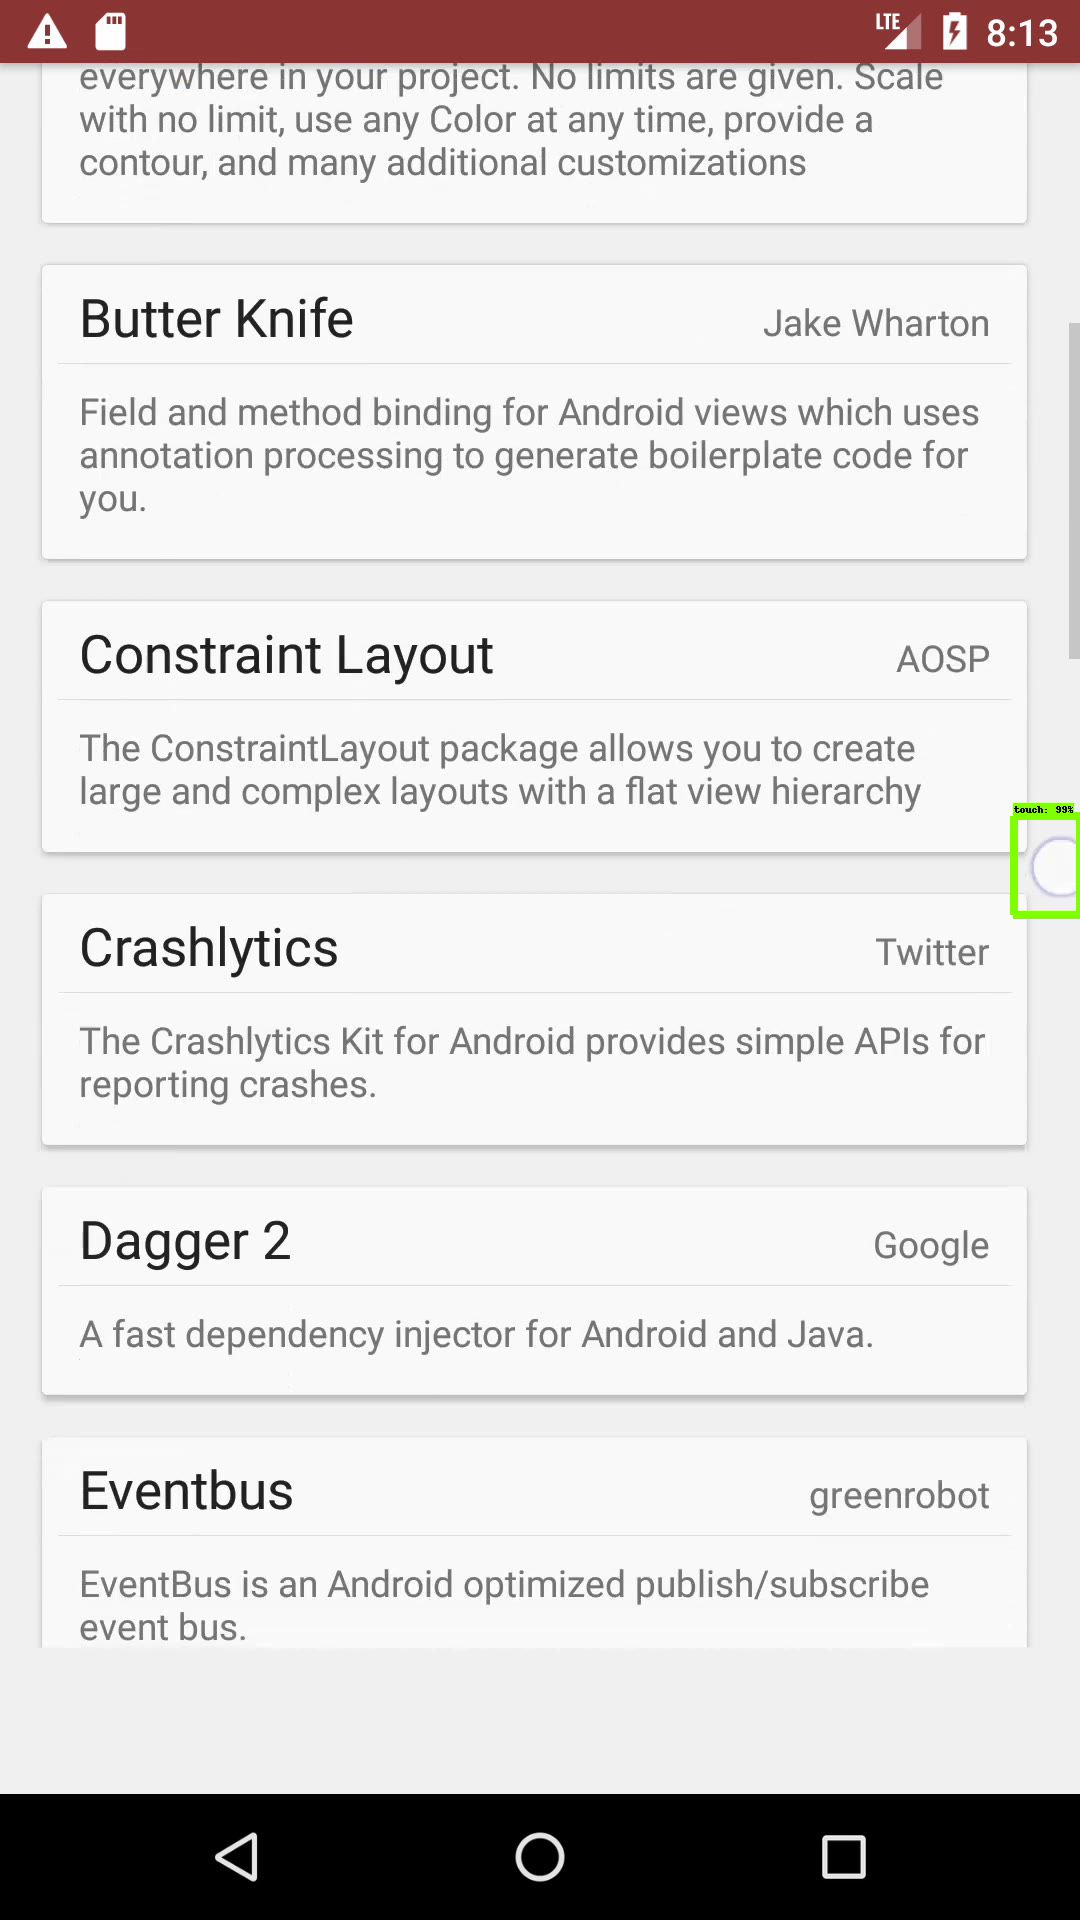 LTE 8:13
everywhere in your project. No limits are given. Scale
with no limit, use any Color at any time, provide a
contour, and many additional customizations
Butter Knife
Jake Wharton
Field and method binding for Android views which uses
annotation processing to generate boilerplate code for
you.
Constraint Layout
AOSP
The ConstraintLayout package allows you to create
large and complex layouts with a flat view hierarchy
touch: 99%
Crashlytics
Twitter
The Crashlytics Kit for Android provides simple APIs for
reporting crashes.
Dagger 2
Google
A fast dependency injector for Android and Java.
Eventbus
greenrobot
EventBus is an Android optimized publish/subscribe
event bus.